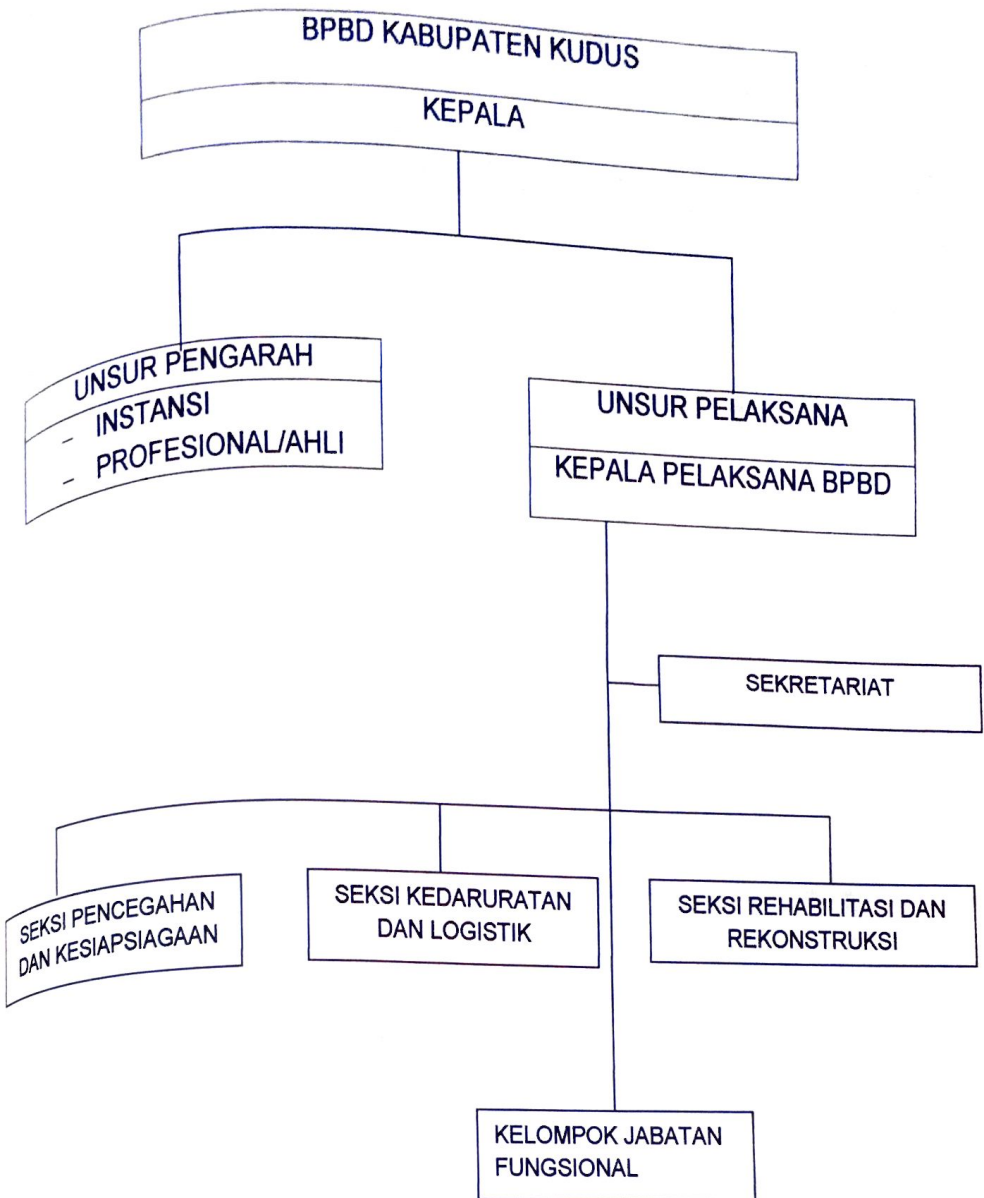 BPBD KABUPATEN KUDUS
KEPALA
UNSUR PENGARAH
- INSTANSI
- PROFESIONAL/AHLI
UNSUR PELAKSANA
KEPALA PELAKSANA BPBD
SEKRETARIAT
SEKSI PENCEGAHAN
DAN KESIAPSIAGAAN
SEKSI KEDARURATAN
DAN LOGISTIK
SEKSI REHABILITASI DAN
REKONSTRUKSI
KELOMPOK JABATAN
FUNGSIONAL